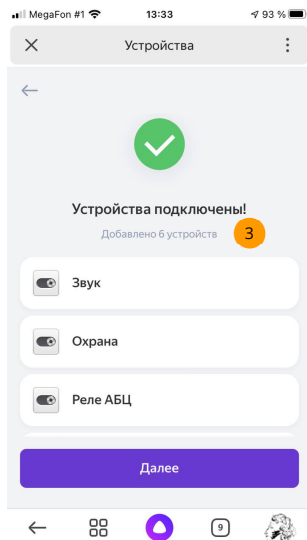 MegaFon #1 13:33 93 %
Устройства
Устройства подключены!
Добавлено 6 устройств 3
Звук
Охрана
Реле АБЦ
Далее
9